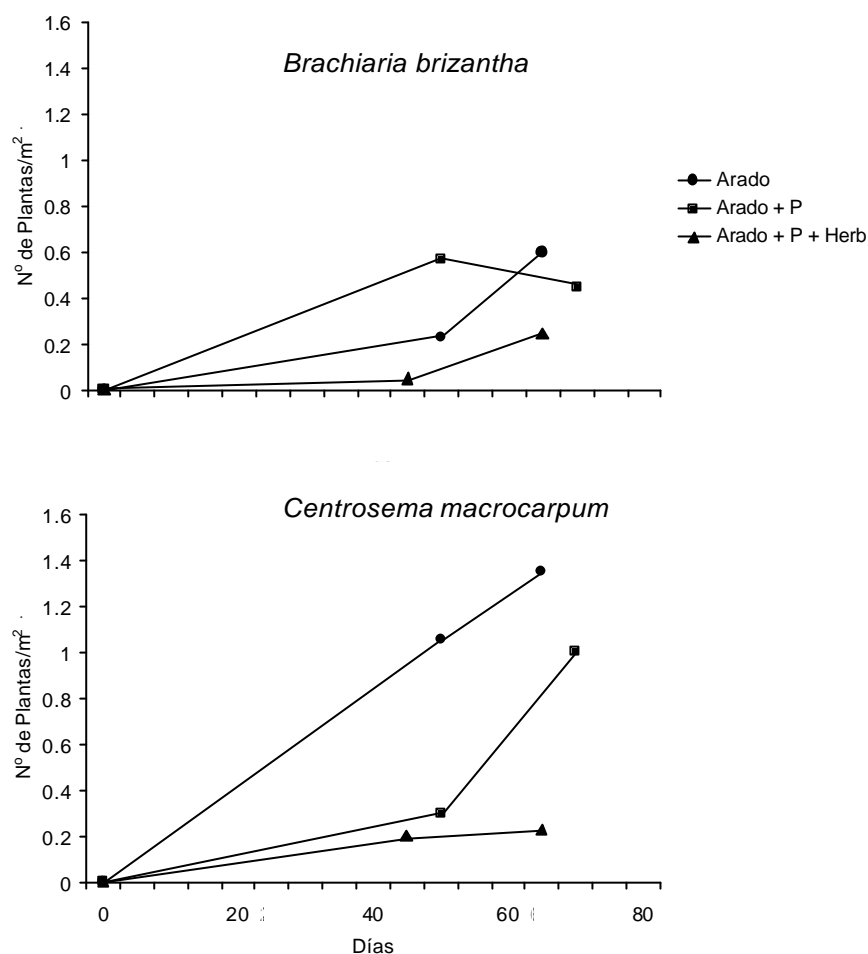 Brachiaria brizantha
1.6
1.4
1.2
1
0.8
0.6
0.4
0.2
0
Nº de Plantas/m²
Arado
Arado + P
Arado + P + Herb
Centrosema macrocarpum
1.6
1.4
1.2
1
0.8
0.6
0.4
0.2
0
Nº de Plantas/m²
0 20 40 60 80
Días